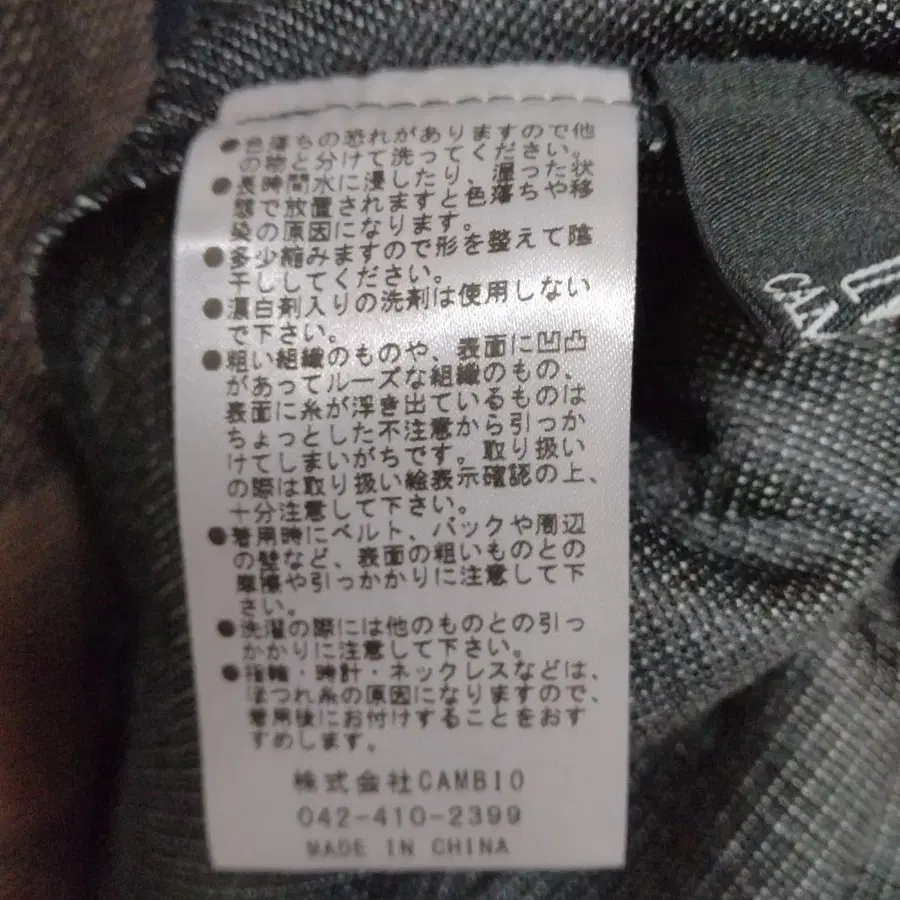 ●色落ちの恐れがありますので他
の物と分けて洗ってください。
●長時間水に浸したり、湿った状
態で放置されますと色落ちや移
染の原因になります。
●多少縮みますので形を整えて陰
干ししてください。
●漂白剤入りの洗剤は使用しない
で下さい。
●粗い組織のものや、表面に凹凸
があってルーズな組織のもの、
表面に糸が浮き出ているものは
ちょっとした不注意から引っか
けてしまいがちです。取り扱い
の際は取り扱い絵表示確認の上、
十分注意して下さい。
●着用時にベルト、バックや周辺
の壁など、表面の粗いものとの
摩擦や引っかかりに注意して下
さい。
●洗濯の際には他のものとの引っ
かかりに注意して下さい。
●指輪・時計・ネックレスなどは、
ほつれ糸の原因になりますので、
着用後にお付けすることをおす
すめします。
株式会社CAMBIO
042-410-2399
MADE IN CHINA